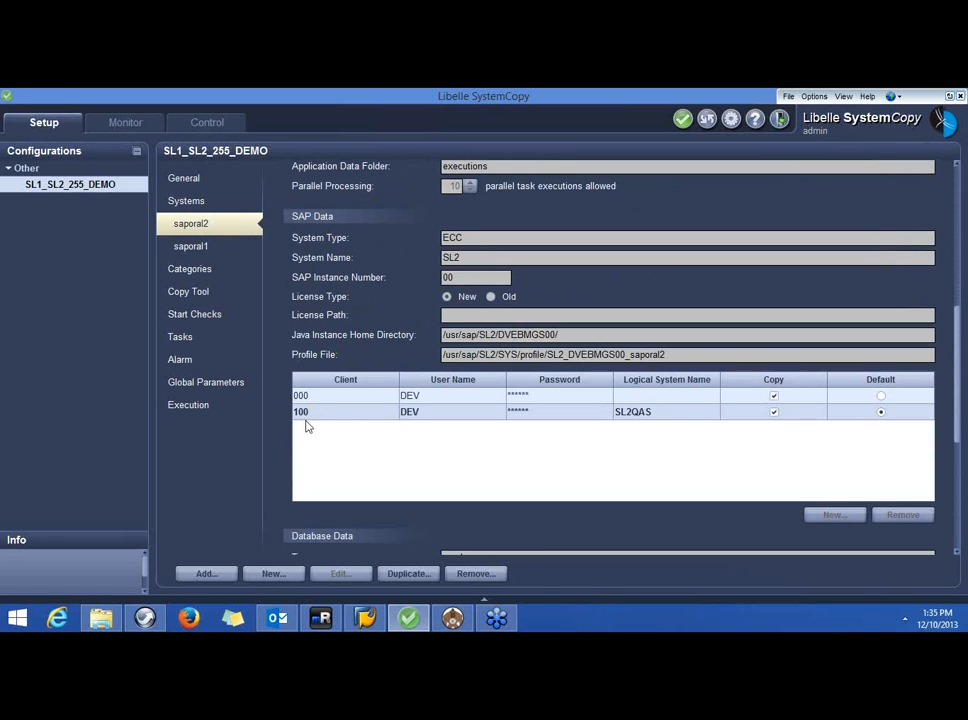 Libelle SystemCopy
File Options View Help
Setup Monitor Control
Libelle SystemCopy
admin
Configurations
Other
SL1_SL2_255_DEMO
Info
SL1_SL2_255_DEMO
General
Systems
saporal2
saporal1
Categories
Copy Tool
Start Checks
Tasks
Alarm
Global Parameters
Execution
Application Data Folder: executions
Parallel Processing: 10 parallel task executions allowed
SAP Data
System Type: ECC
System Name: SL2
SAP Instance Number: 00
License Type: New Old
License Path:
Java Instance Home Directory: /usr/sap/SL2/DVEBMGS00/
Profile File: /usr/sap/SL2/SYS/profile/SL2_DVEBMGS00_saporal2
Client User Name Password Logical System Name Copy Default
000 DEV ******
100 DEV ****** SL2QAS
New... Remove
Database Data
Add... New... Edit... Duplicate... Remove...
1:35 PM
12/10/2013